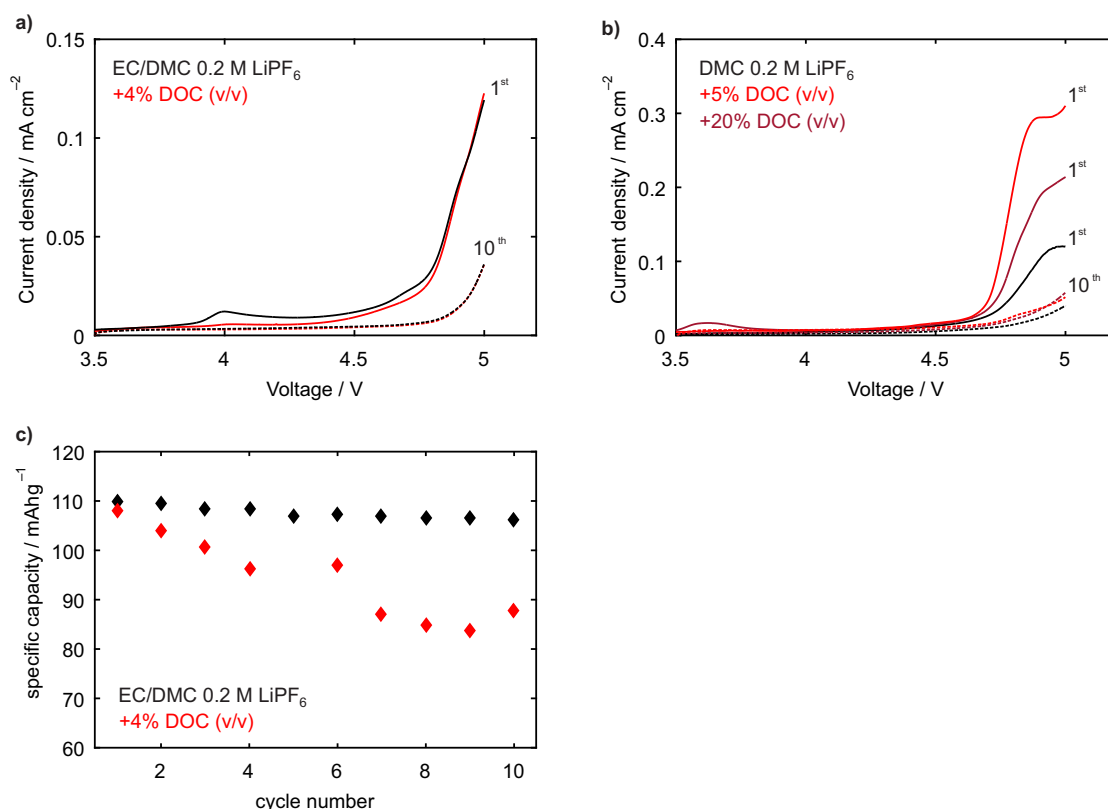 a)
0.15
0.1
0.05
0
3.5
4
4.5
5
Current density / mA cm⁻²
Voltage / V
EC/DMC 0.2 M LiPF₆
+4% DOC (v/v)
1ˢᵗ
10ᵗʰ
b)
0.4
0.3
0.2
0.1
0
3.5
4
4.5
5
Current density / mA cm⁻²
Voltage / V
DMC 0.2 M LiPF₆
+5% DOC (v/v)
+20% DOC (v/v)
1ˢᵗ
1ˢᵗ
1ˢᵗ
10ᵗʰ
c)
120
110
100
90
80
70
60
2
4
6
8
10
specific capacity / mAhg⁻¹
cycle number
EC/DMC 0.2 M LiPF₆
+4% DOC (v/v)